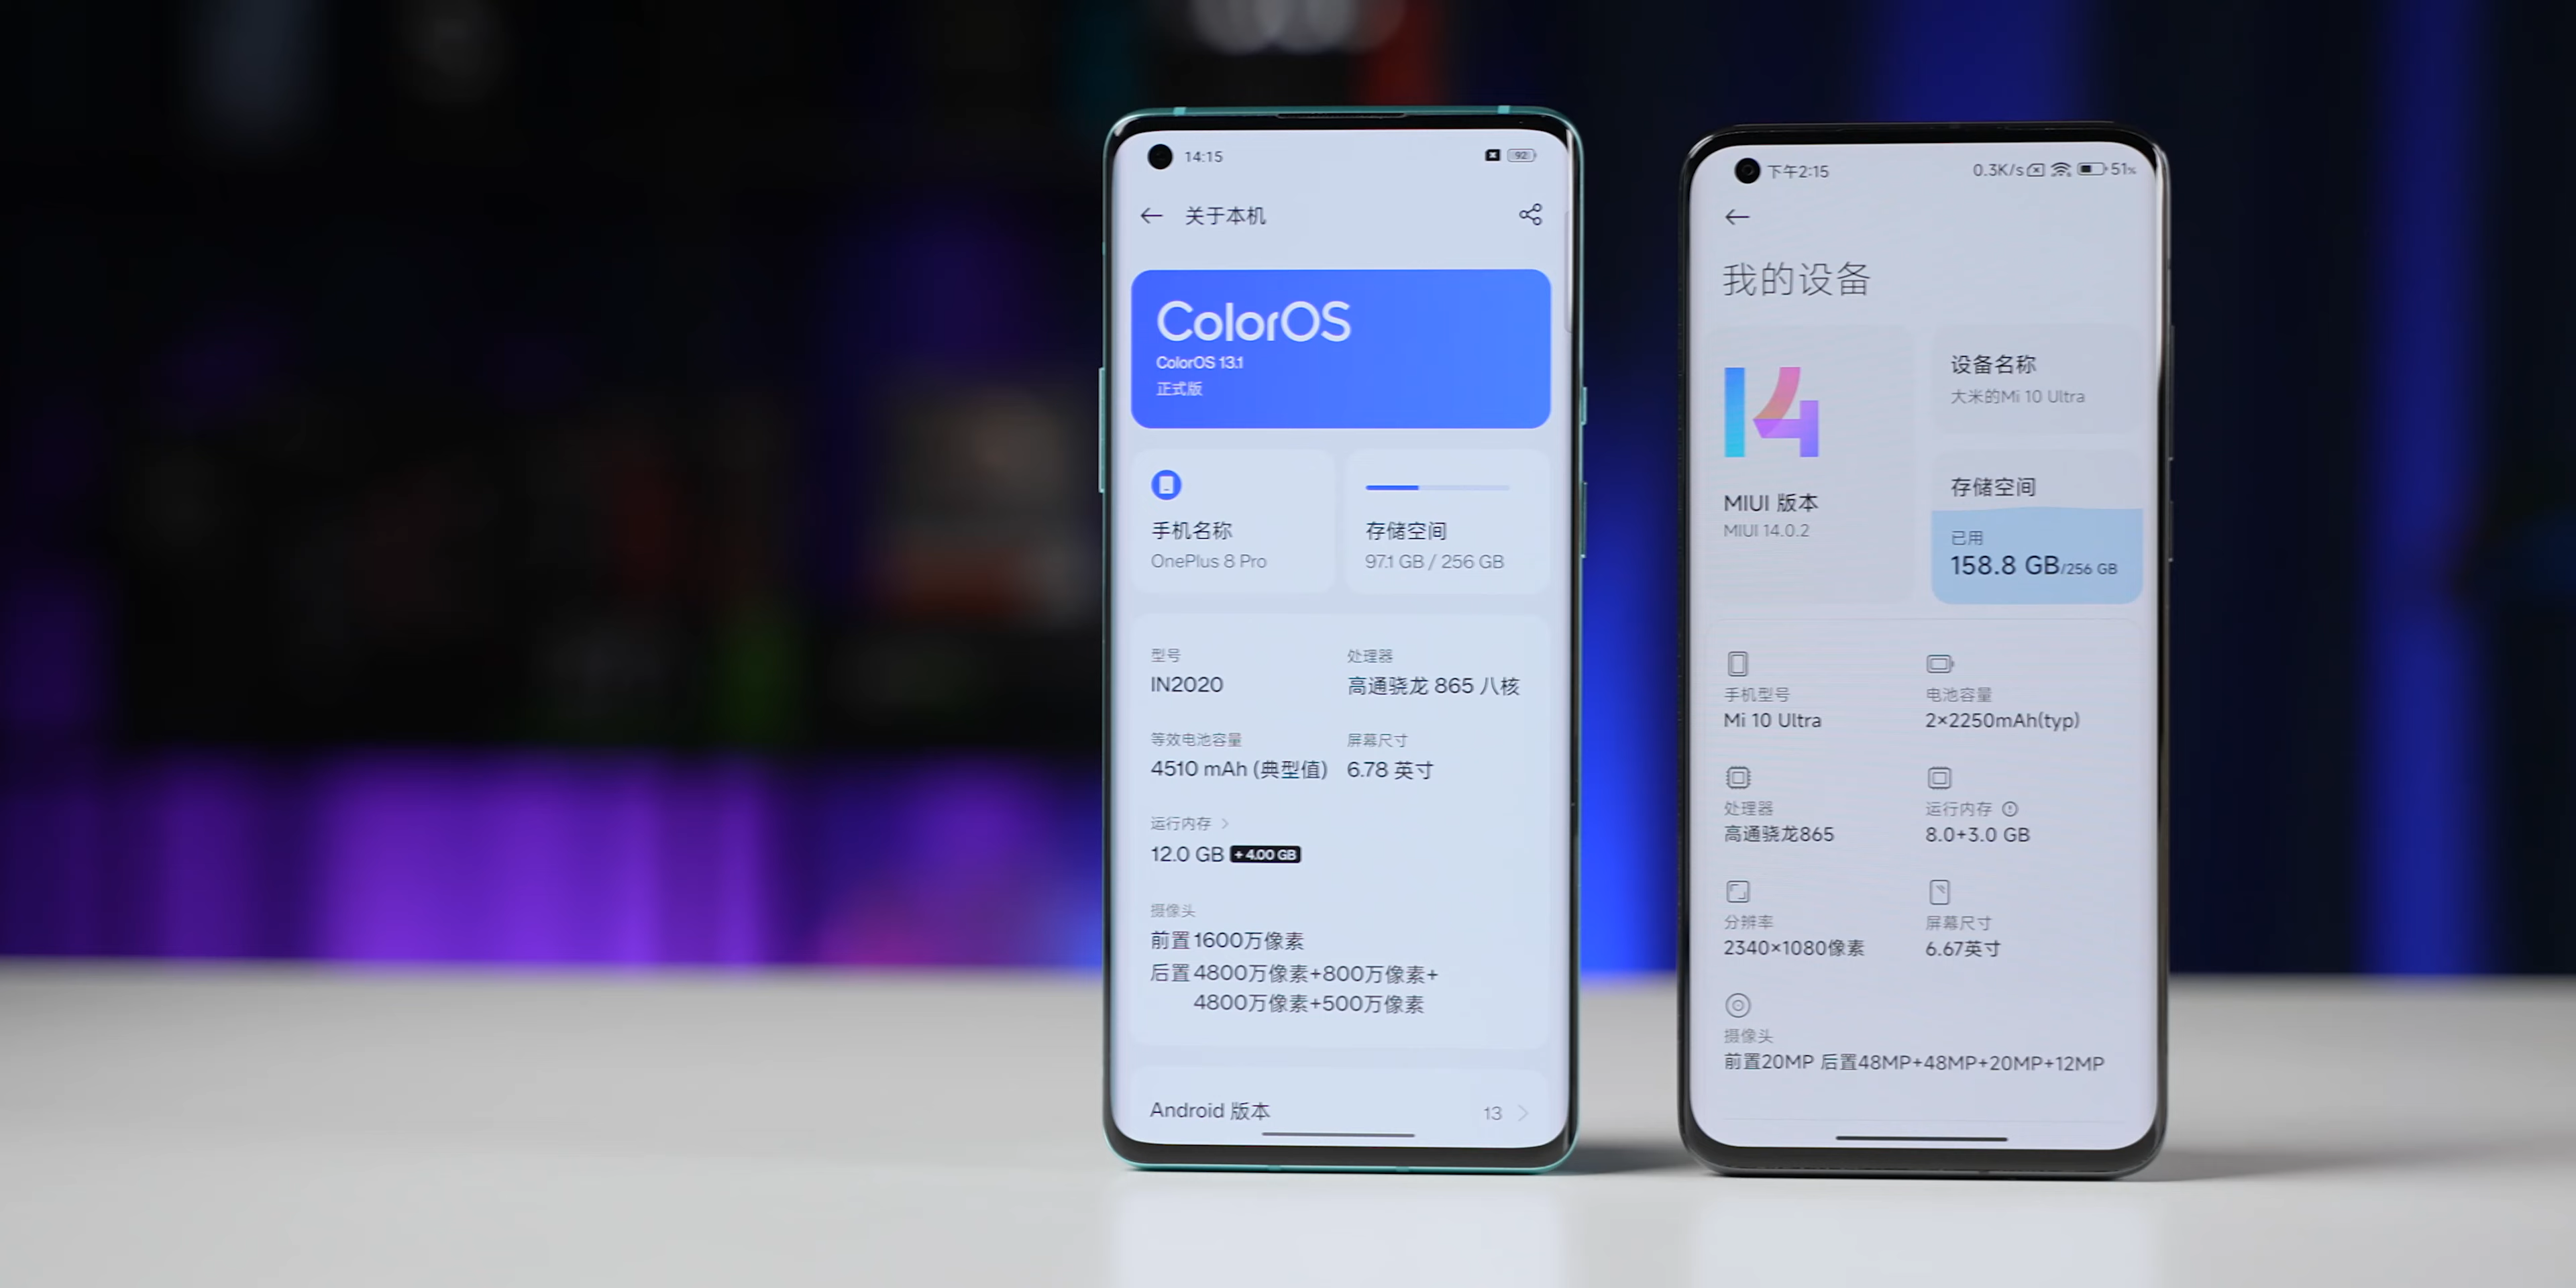 14:15
92
关于本机
ColorOS
ColorOS 13.1
正式版
手机名称
OnePlus 8 Pro
存储空间
97.1 GB / 256 GB
型号
IN2020
处理器
高通骁龙 865 八核
等效电池容量
4510 mAh (典型值)
屏幕尺寸
6.78 英寸
运行内存 >
12.0 GB + 4.00 GB
摄像头
前置1600万像素
后置4800万像素+800万像素+
4800万像素+500万像素
Android 版本
13 >
下午2:15
0.3K/s
51%
我的设备
14
MIUI 版本
MIUI 14.0.2
设备名称
大米的Mi 10 Ultra
存储空间
已用
158.8 GB/256 GB
手机型号
Mi 10 Ultra
电池容量
2×2250mAh(typ)
处理器
高通骁龙865
运行内存
8.0+3.0 GB
分辨率
2340×1080像素
屏幕尺寸
6.67英寸
摄像头
前置20MP 后置48MP+48MP+20MP+12MP